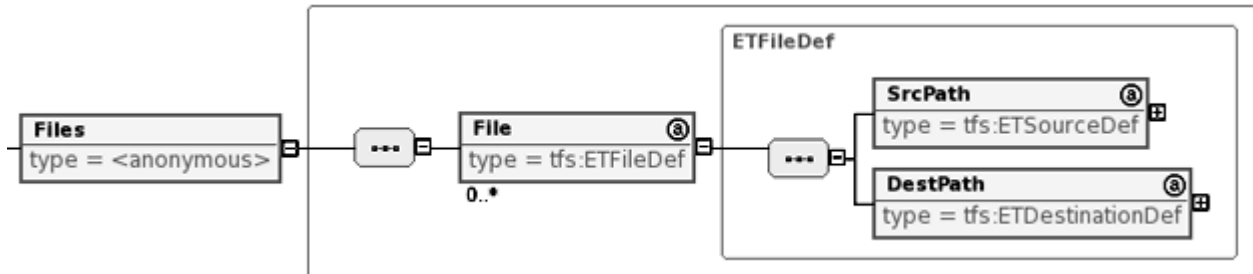 ETFileDef
SrcPath a
type = tfs:ETSourceDef
Files
type = <anonymous>
File a
type = tfs:ETFileDef
0..*
DestPath a
type = tfs:ETDestinationDef